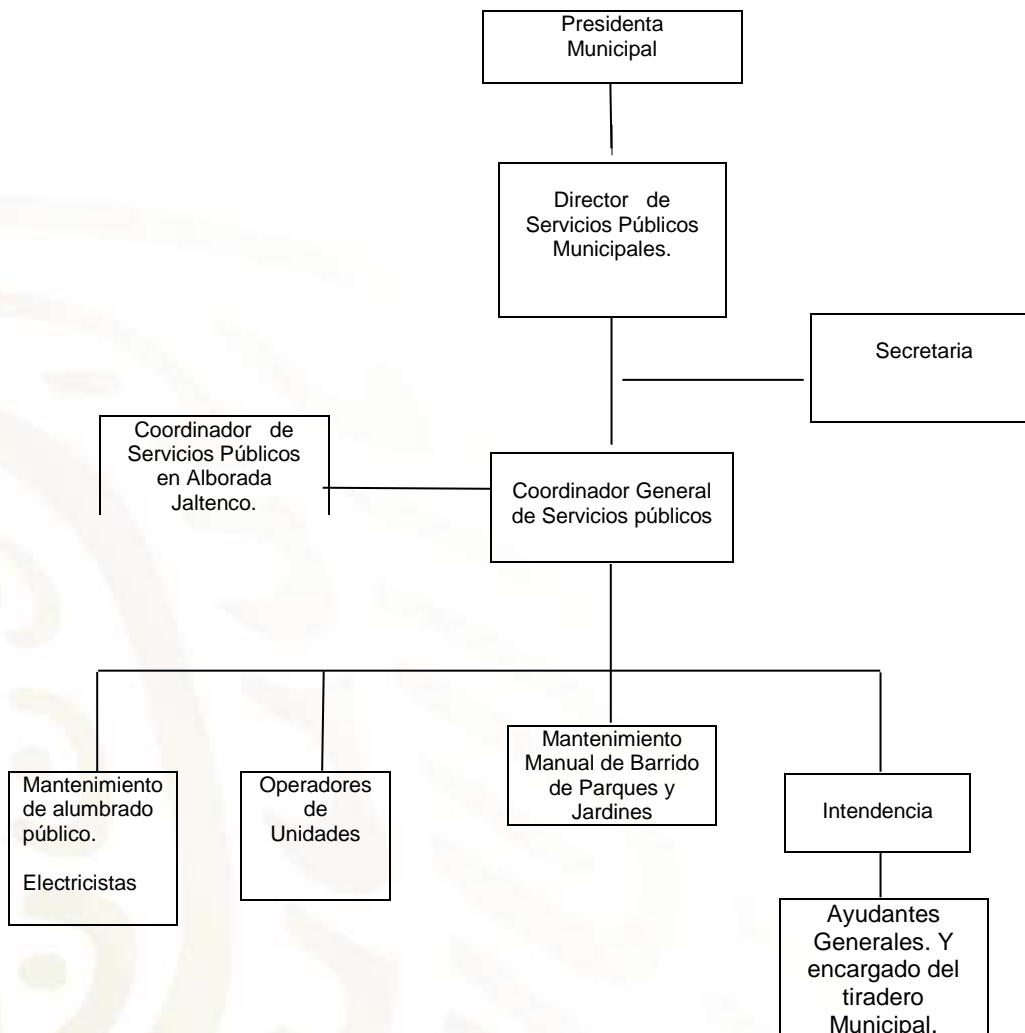 Presidenta
Municipal
Director de
Servicios Públicos
Municipales.
Secretaria
Coordinador de
Servicios Públicos
en Alborada
Jaltenco.
Coordinador General
de Servicios públicos
Mantenimiento
de alumbrado
público.
Electricistas
Operadores
de
Unidades
Mantenimiento
Manual de Barrido
de Parques y
Jardines
Intendencia
Ayudantes
Generales. Y
encargado del
tiradero
Municipal.